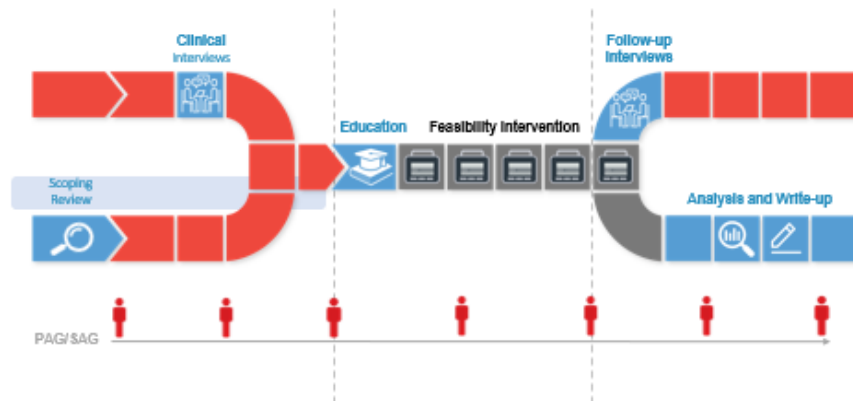 Clinical
Interviews
Follow-up
Interviews
Education
Feasibility Intervention
Scoping
Review
Analysis and Write-up
PAG/SAG